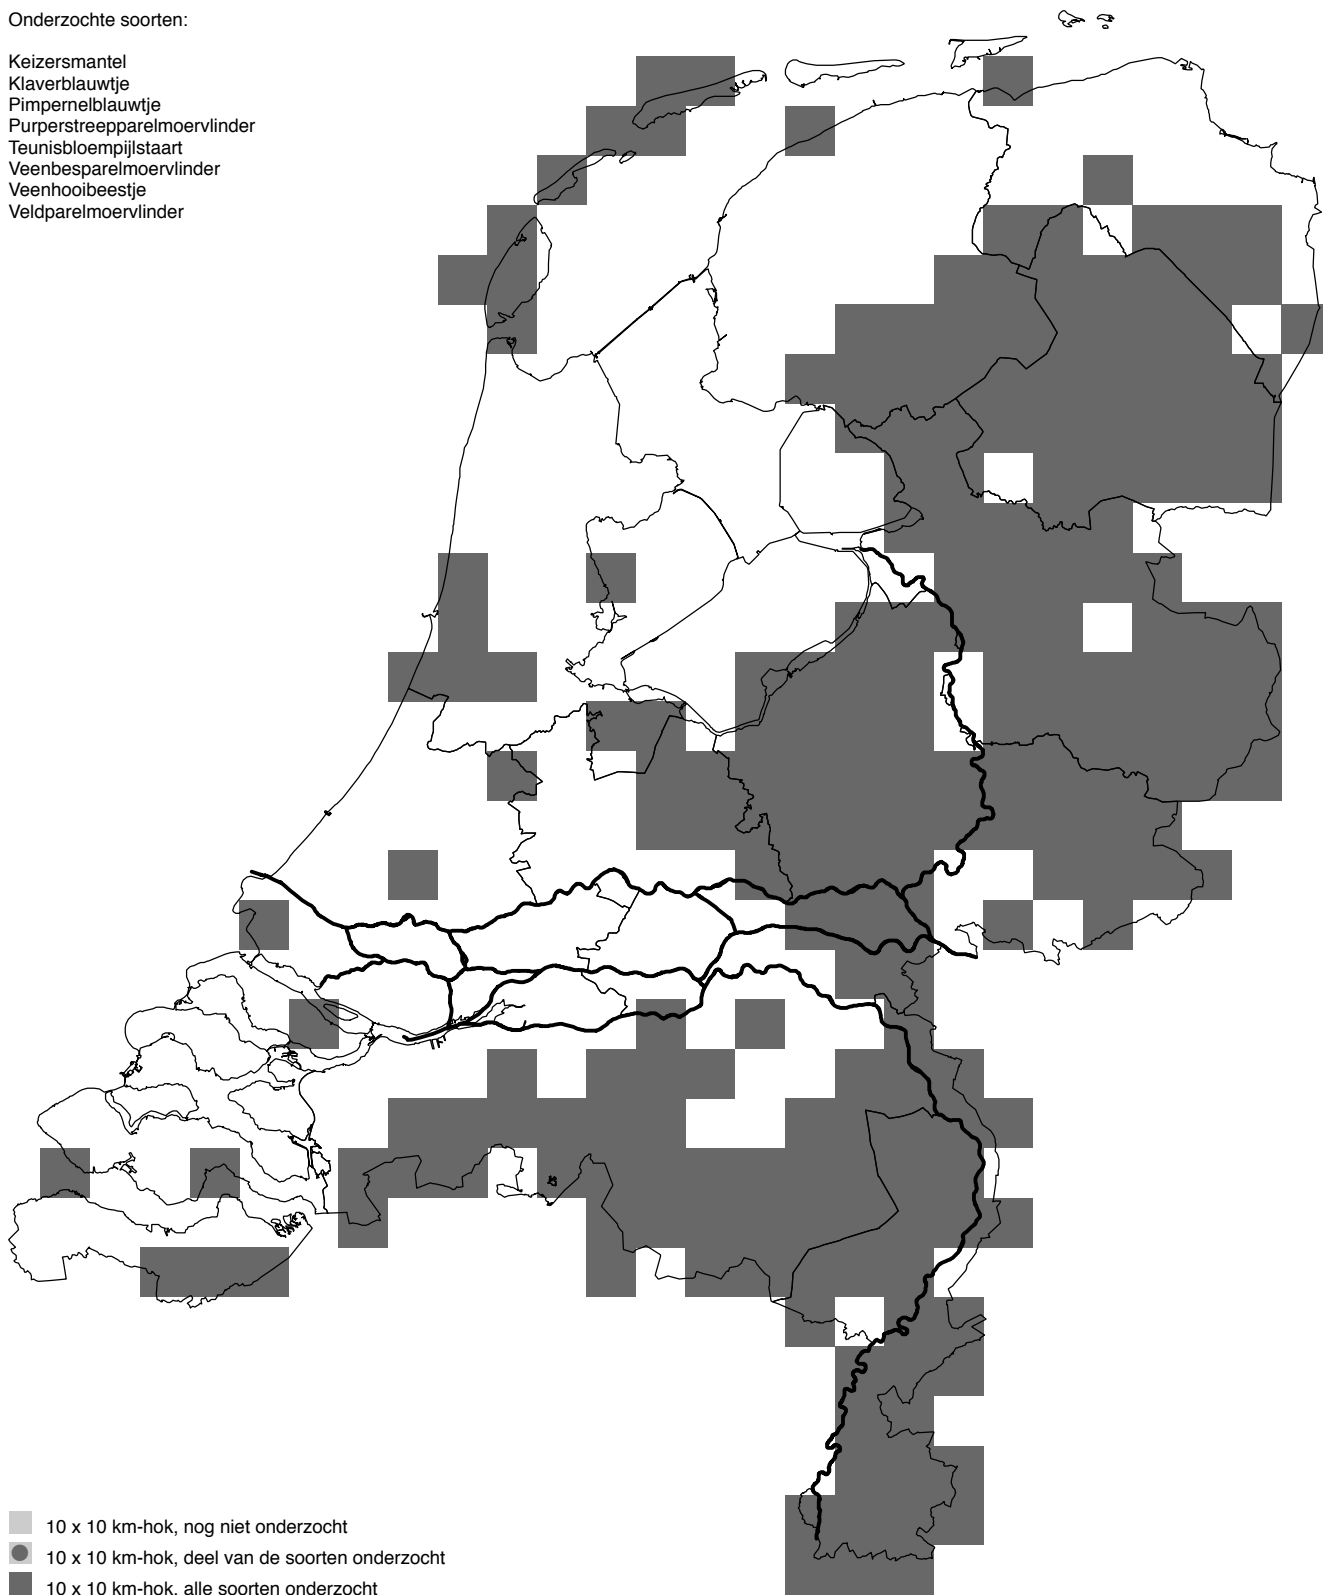 Onderzochte soorten:
Keizersmantel
Klaverblauwtje
Pimpernelblauwtje
Purperstreepparelmoervlinder
Teunisbloempijlstaart
Veenbesparelmoervlinder
Veenhooibeestje
Veldparelmoervlinder
10 x 10 km-hok, nog niet onderzocht
10 x 10 km-hok, deel van de soorten onderzocht
10 x 10 km-hok, alle soorten onderzocht